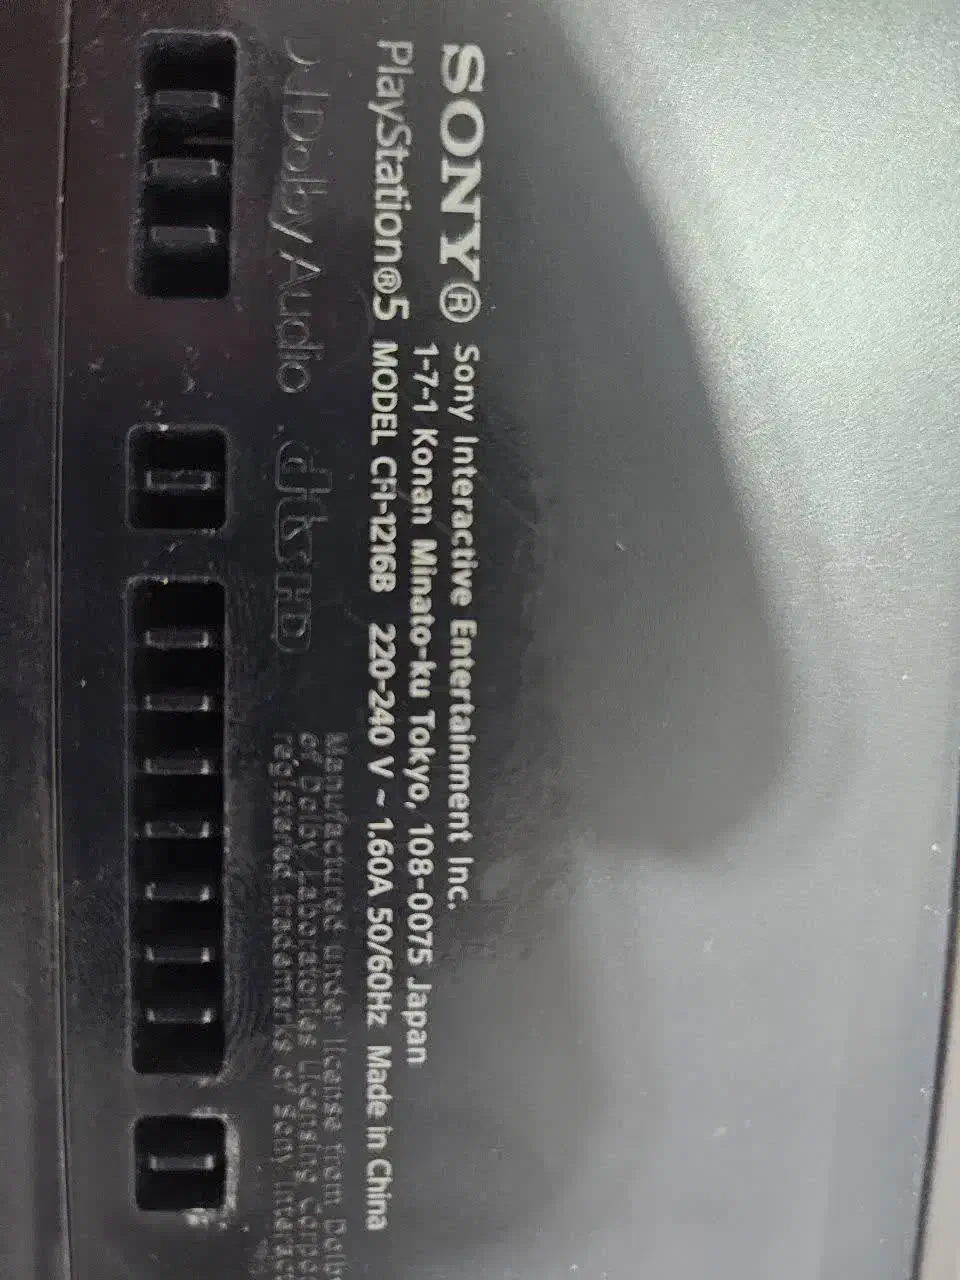 SONY® Sony Interactive Entertainment Inc.
1-7-1 Konan Minato-ku Tokyo, 108-0075 Japan
PlayStation®5 MODEL CFI-1216B 220-240 V ~ 1.60A 50/60Hz Made in China
Dolby Audio dts HD
Manufactured under license from Dolby
of Dolby Laboratories Licensing
registered trademarks of Sony